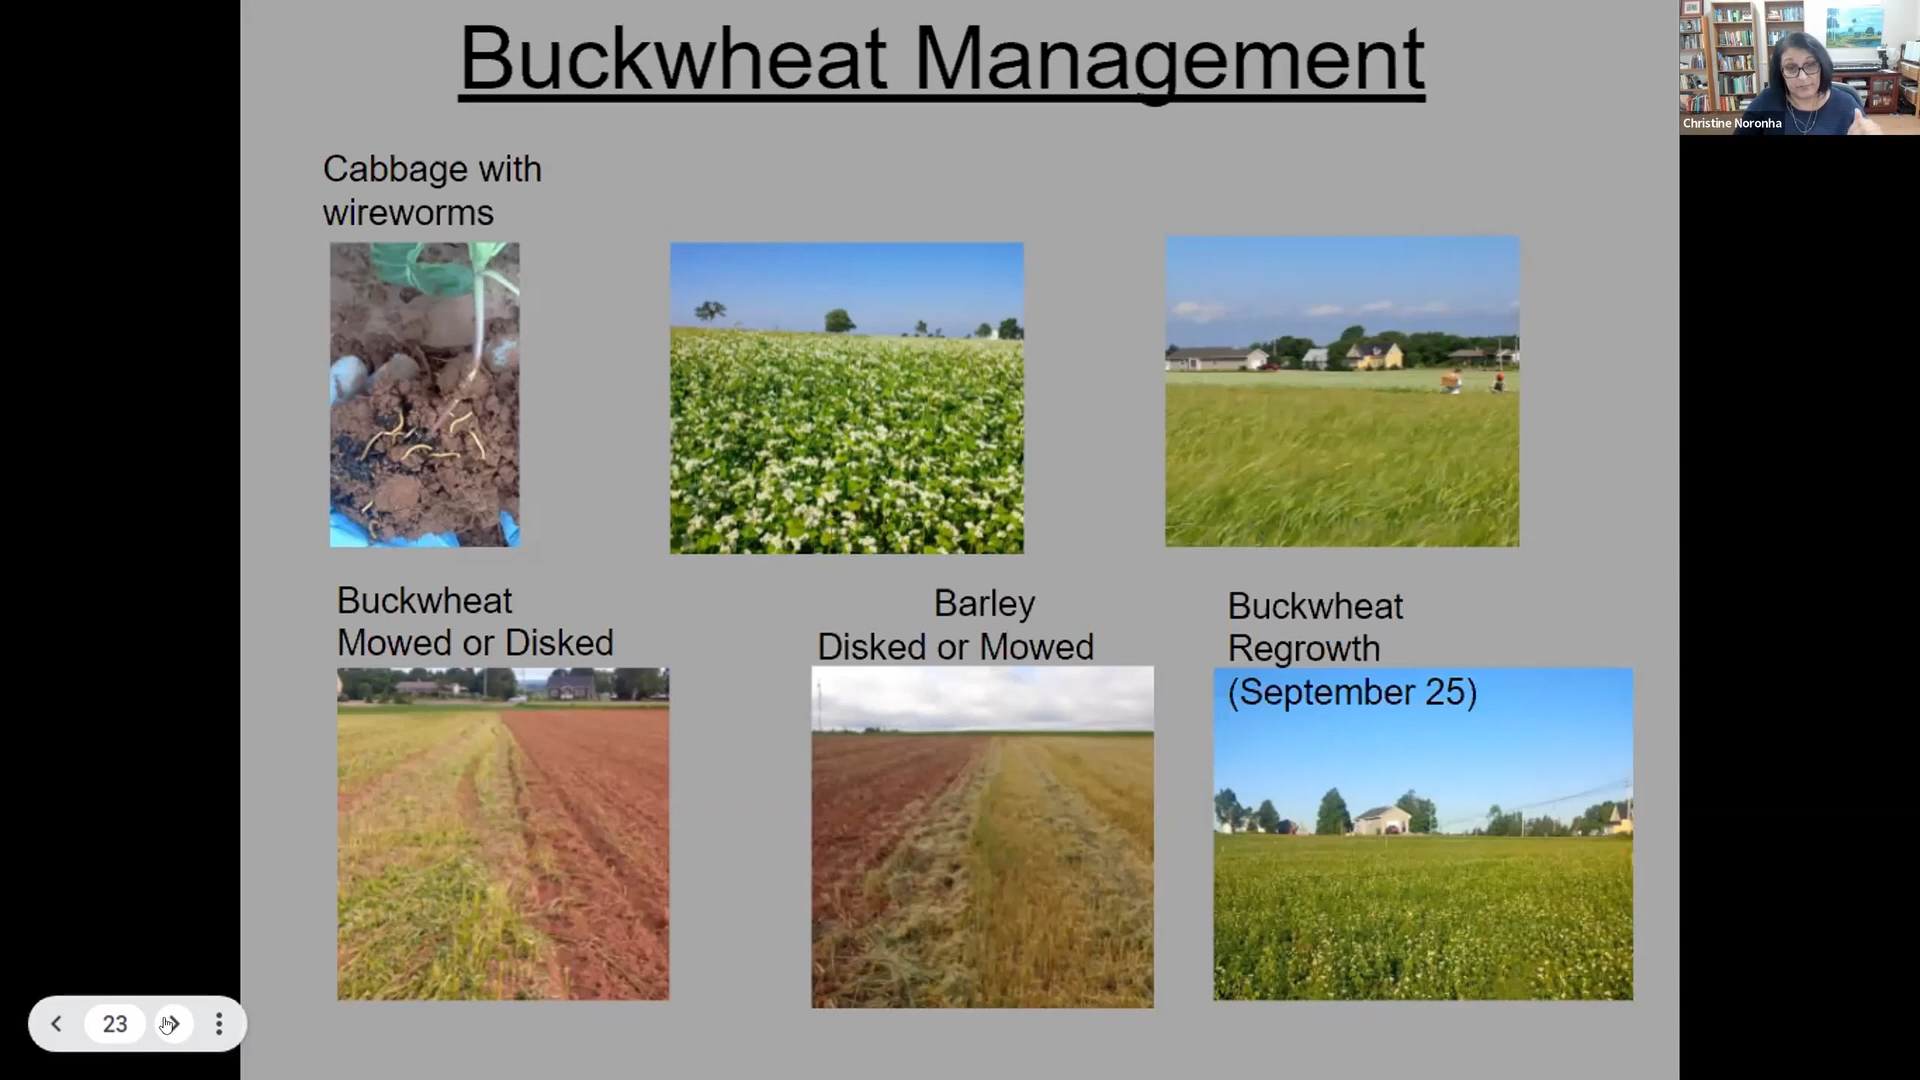 Buckwheat Management
Christine Noronha
Cabbage with
wireworms
Buckwheat
Mowed or Disked
Barley
Disked or Mowed
Buckwheat
Regrowth
(September 25)
23